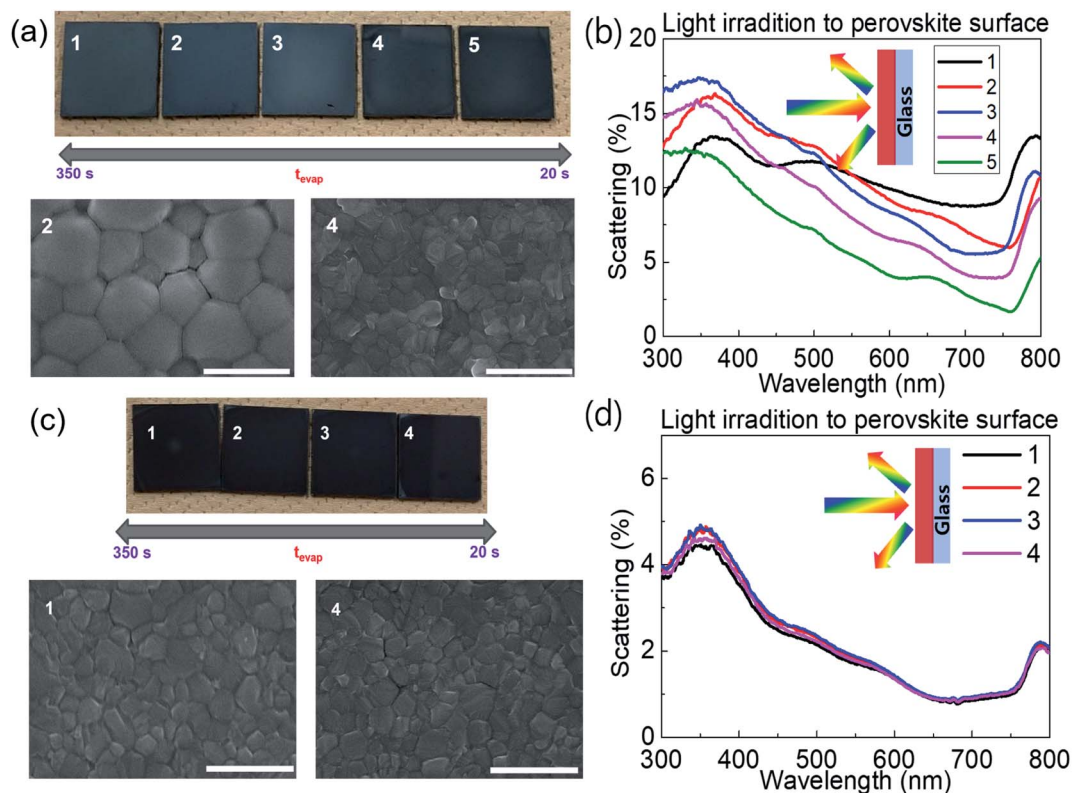 (a)
1 2 3 4 5
350 s
t_evap
20 s
2
4
(b)
Light irradition to perovskite surface
Scattering (%)
20
15
10
5
0
Glass
1
2
3
4
5
300 400 500 600 700 800
Wavelength (nm)
(c)
1 2 3 4
350 s
t_evap
20 s
1
4
(d)
Light irradition to perovskite surface
Scattering (%)
6
4
2
0
Glass
1
2
3
4
300 400 500 600 700 800
Wavelength (nm)